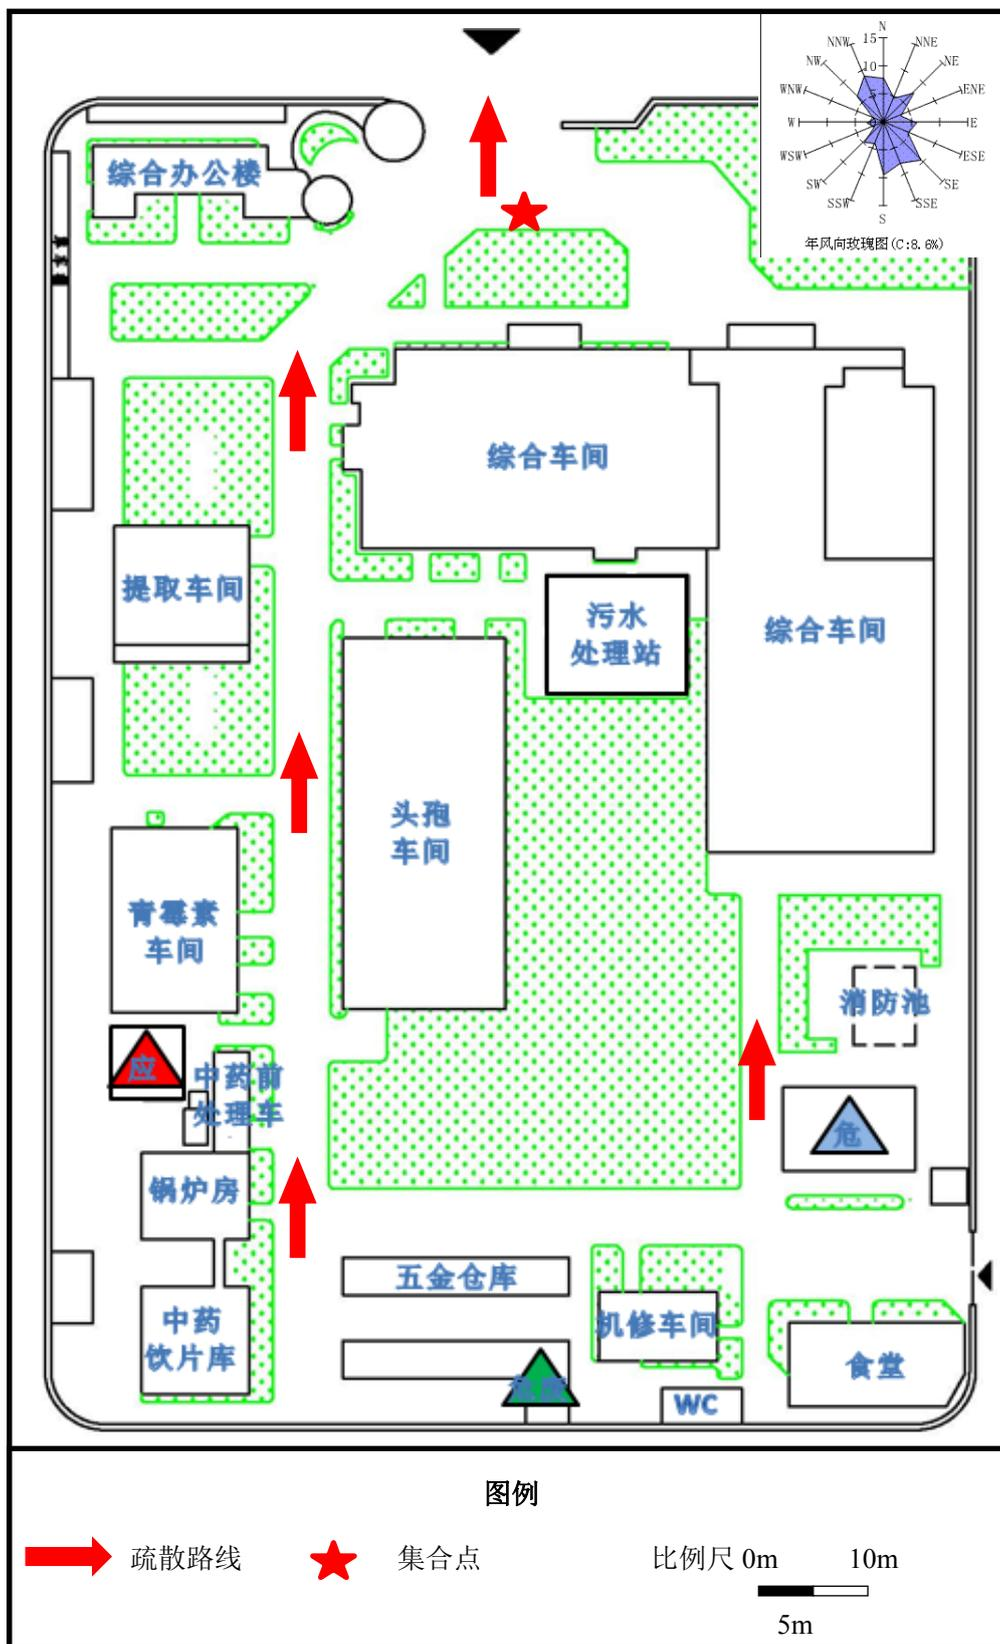 N
NNW
15
NNE
NW
10
NE
WNW
5
ENE
W
E
WSW
ESE
SW
SE
SSW
SSE
S
年风向玫瑰图(C:8.6%)
综合办公楼
综合车间
提取车间
污水
处理站
综合车间
头孢
车间
青霉素
车间
消防池
应
中药前
处理车
危
锅炉房
五金仓库
中药
饮片库
机修车间
食堂
WC
图例
疏散路线
集合点
比例尺 0m
10m
5m